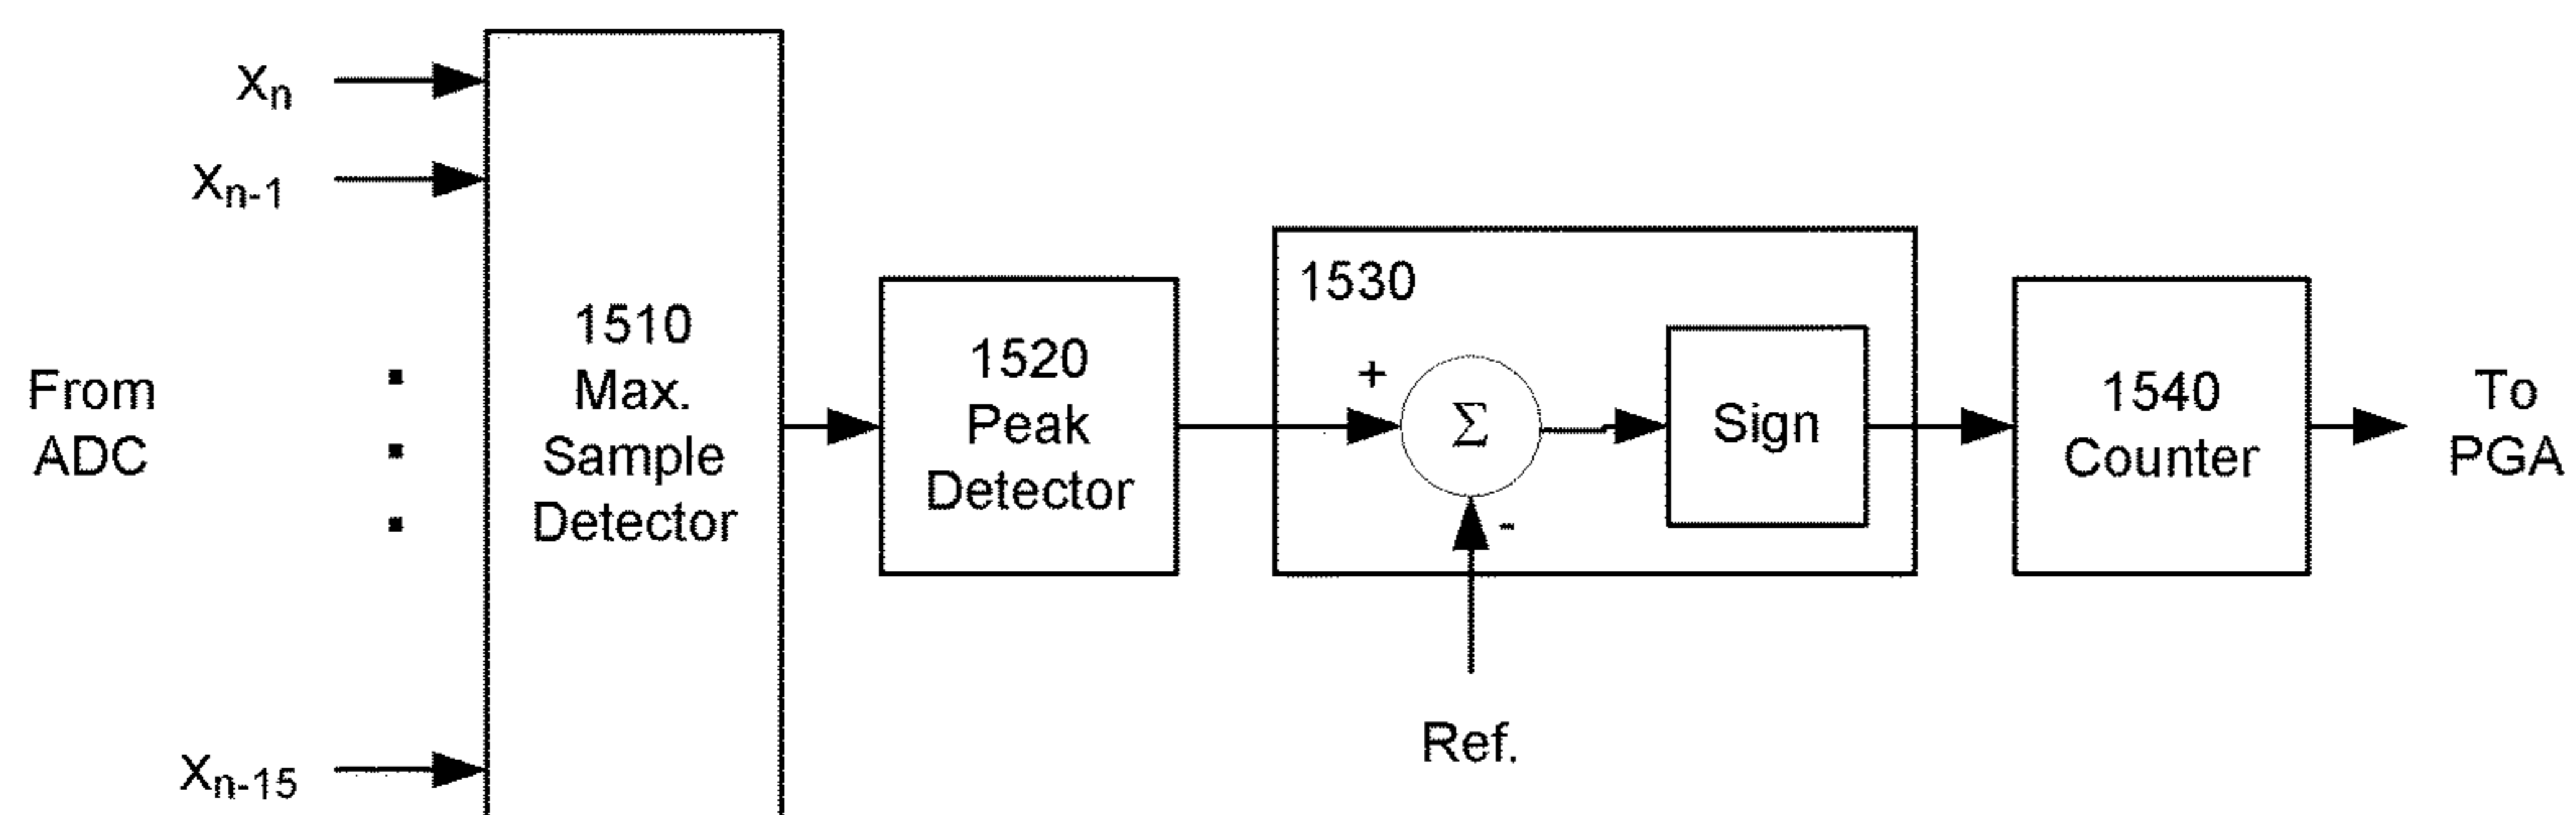 From
ADC
Xn
Xn-1
Xn-15
1510
Max.
Sample
Detector
1520
Peak
Detector
1530
+
Σ
-
Ref.
Sign
1540
Counter
To
PGA